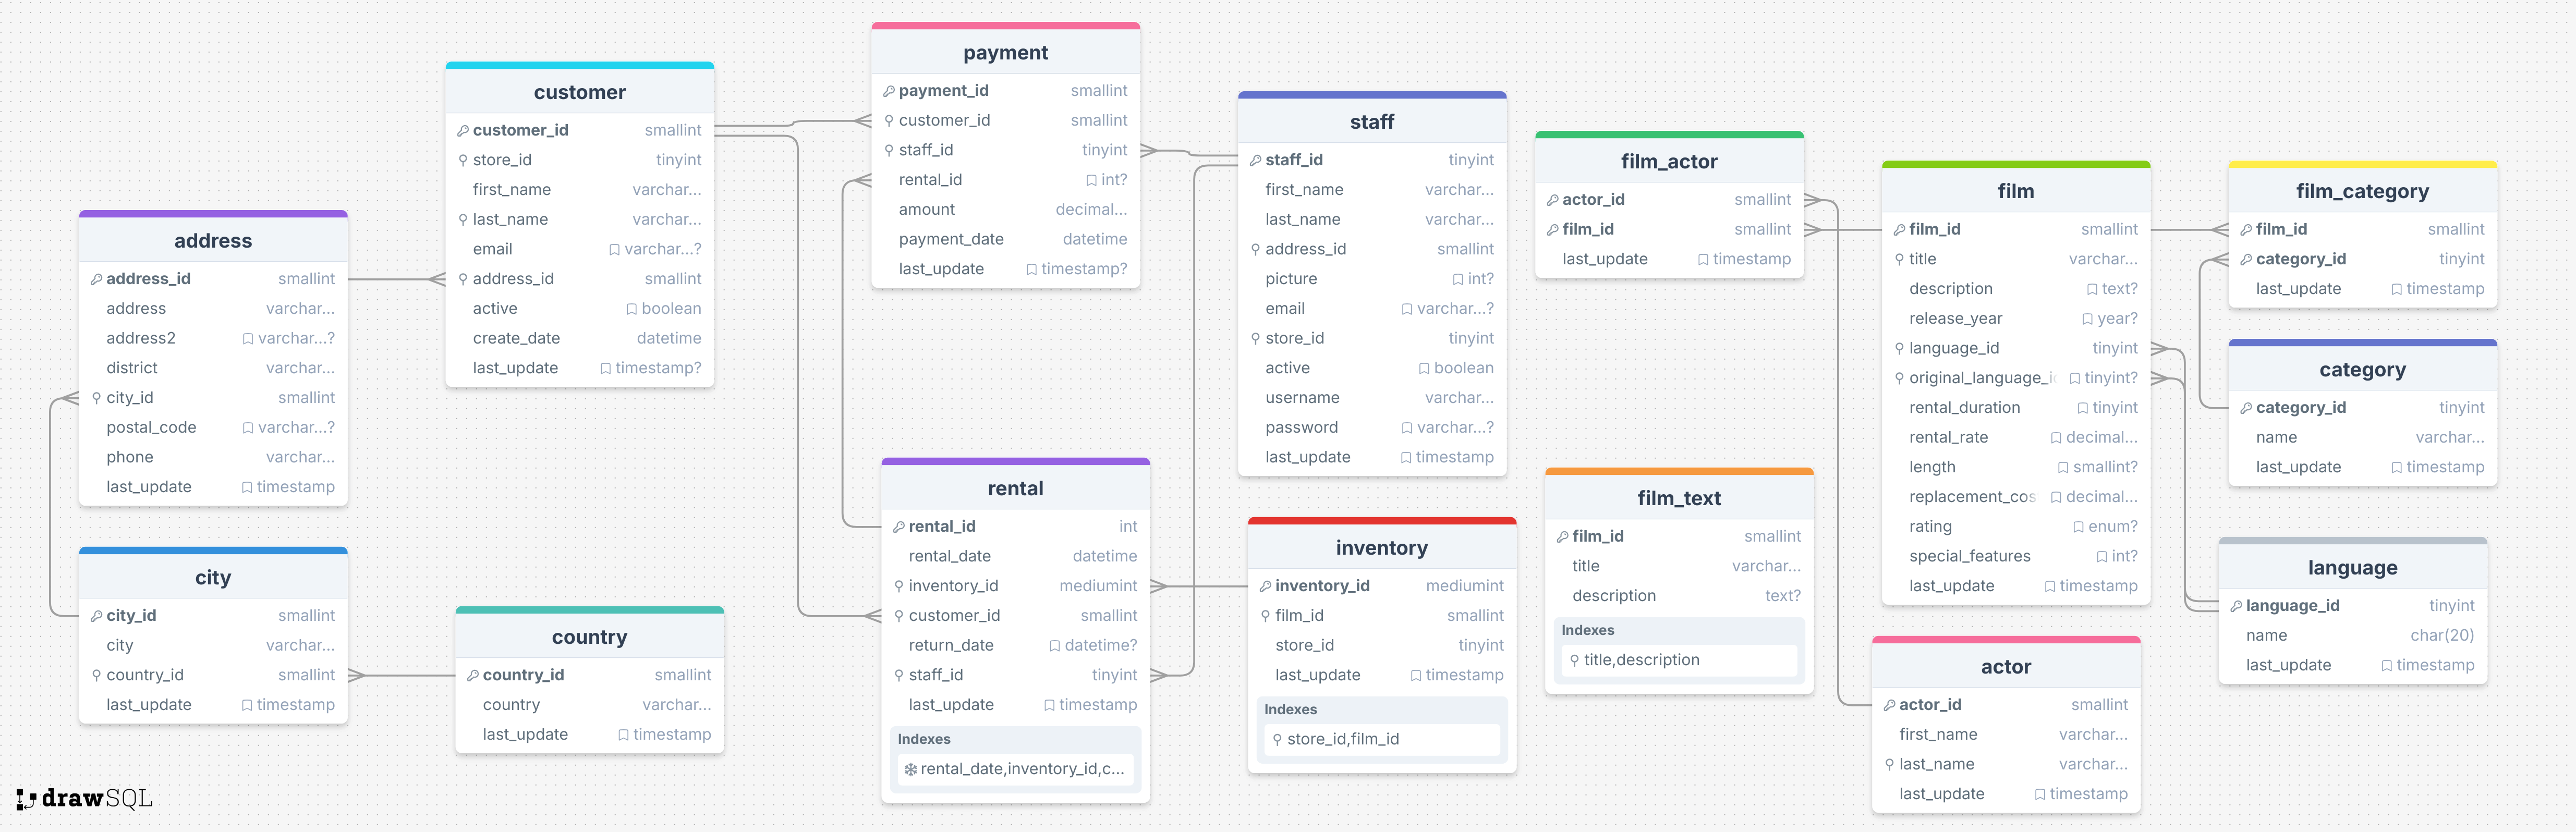 address
address_id smallint
address varchar...
address2 varchar...?
district varchar...
city_id smallint
postal_code varchar...?
phone varchar...
last_update timestamp
city
city_id smallint
city varchar...
country_id smallint
last_update timestamp
customer
customer_id smallint
store_id tinyint
first_name varchar...
last_name varchar...
email varchar...?
address_id smallint
active boolean
create_date datetime
last_update timestamp?
country
country_id smallint
country varchar...
last_update timestamp
payment
payment_id smallint
customer_id smallint
staff_id tinyint
rental_id int?
amount decimal...
payment_date datetime
last_update timestamp?
rental
rental_id int
rental_date datetime
inventory_id mediumint
customer_id smallint
return_date datetime?
staff_id tinyint
last_update timestamp
Indexes
rental_date,inventory_id,c...
staff
staff_id tinyint
first_name varchar...
last_name varchar...
address_id smallint
picture int?
email varchar...?
store_id tinyint
active boolean
username varchar...
password varchar...?
last_update timestamp
inventory
inventory_id mediumint
film_id smallint
store_id tinyint
last_update timestamp
Indexes
store_id,film_id
film_actor
actor_id smallint
film_id smallint
last_update timestamp
film_text
film_id smallint
title varchar...
description text?
Indexes
title,description
film
film_id smallint
title varchar...
description text?
release_year year?
language_id tinyint
original_language_i tinyint?
rental_duration tinyint
rental_rate decimal...
length smallint?
replacement_cos decimal...
rating enum?
special_features int?
last_update timestamp
actor
actor_id smallint
first_name varchar...
last_name varchar...
last_update timestamp
film_category
film_id smallint
category_id tinyint
last_update timestamp
category
category_id tinyint
name varchar...
last_update timestamp
language
language_id tinyint
name char(20)
last_update timestamp
drawSQL